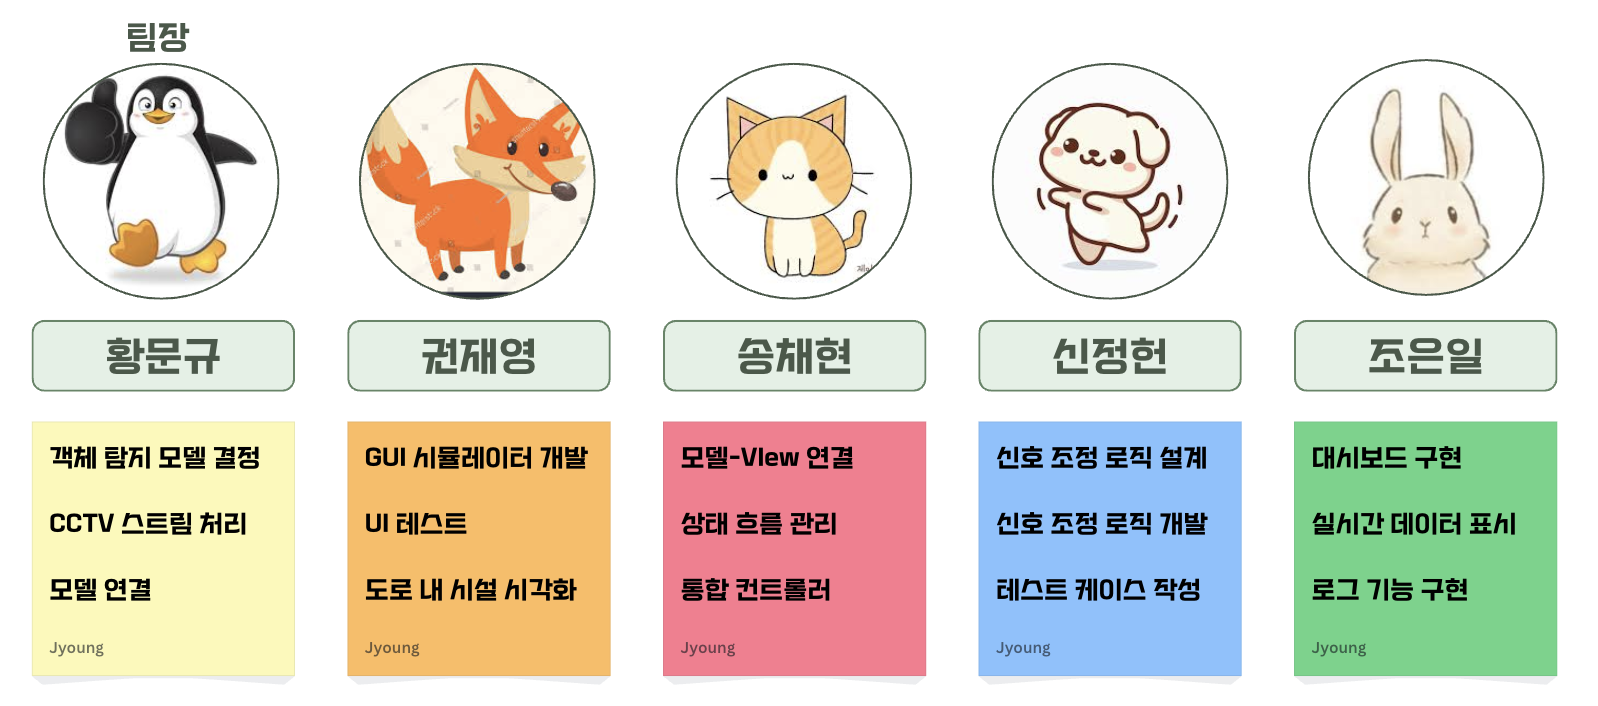 팀장
황문규
권재영
송채현
신정헌
조은일
객체 탐지 모델 결정
CCTV 스트림 처리
모델 연결
Jyoung
GUI 시뮬레이터 개발
UI 테스트
도로 내 시설 시각화
Jyoung
모델-VIew 연결
상태 흐름 관리
통합 컨트롤러
Jyoung
신호 조정 로직 설계
신호 조정 로직 개발
테스트 케이스 작성
Jyoung
대시보드 구현
실시간 데이터 표시
로그 기능 구현
Jyoung